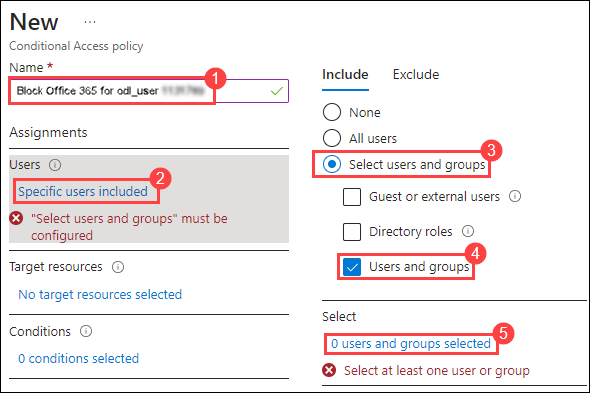 New ...
Conditional Access policy
Name *
1
Block Office 365 for odl_user
Assignments
Users
2
Specific users included
"Select users and groups" must be
configured
Target resources
No target resources selected
Conditions
0 conditions selected
Include Exclude
None
All users
3
Select users and groups
Guest or external users
Directory roles
4
Users and groups
Select
5
0 users and groups selected
Select at least one user or group